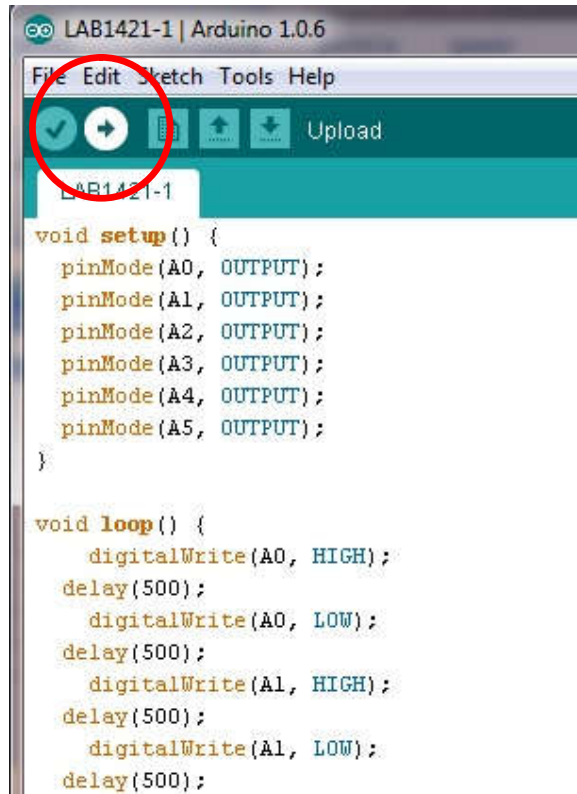 LAB1421-1 | Arduino 1.0.6
File Edit Sketch Tools Help
Upload
LAB1421-1
void setup() {
  pinMode(A0, OUTPUT);
  pinMode(A1, OUTPUT);
  pinMode(A2, OUTPUT);
  pinMode(A3, OUTPUT);
  pinMode(A4, OUTPUT);
  pinMode(A5, OUTPUT);
}

void loop() {
    digitalWrite(A0, HIGH);
  delay(500);
    digitalWrite(A0, LOW);
  delay(500);
    digitalWrite(A1, HIGH);
  delay(500);
    digitalWrite(A1, LOW);
  delay(500);